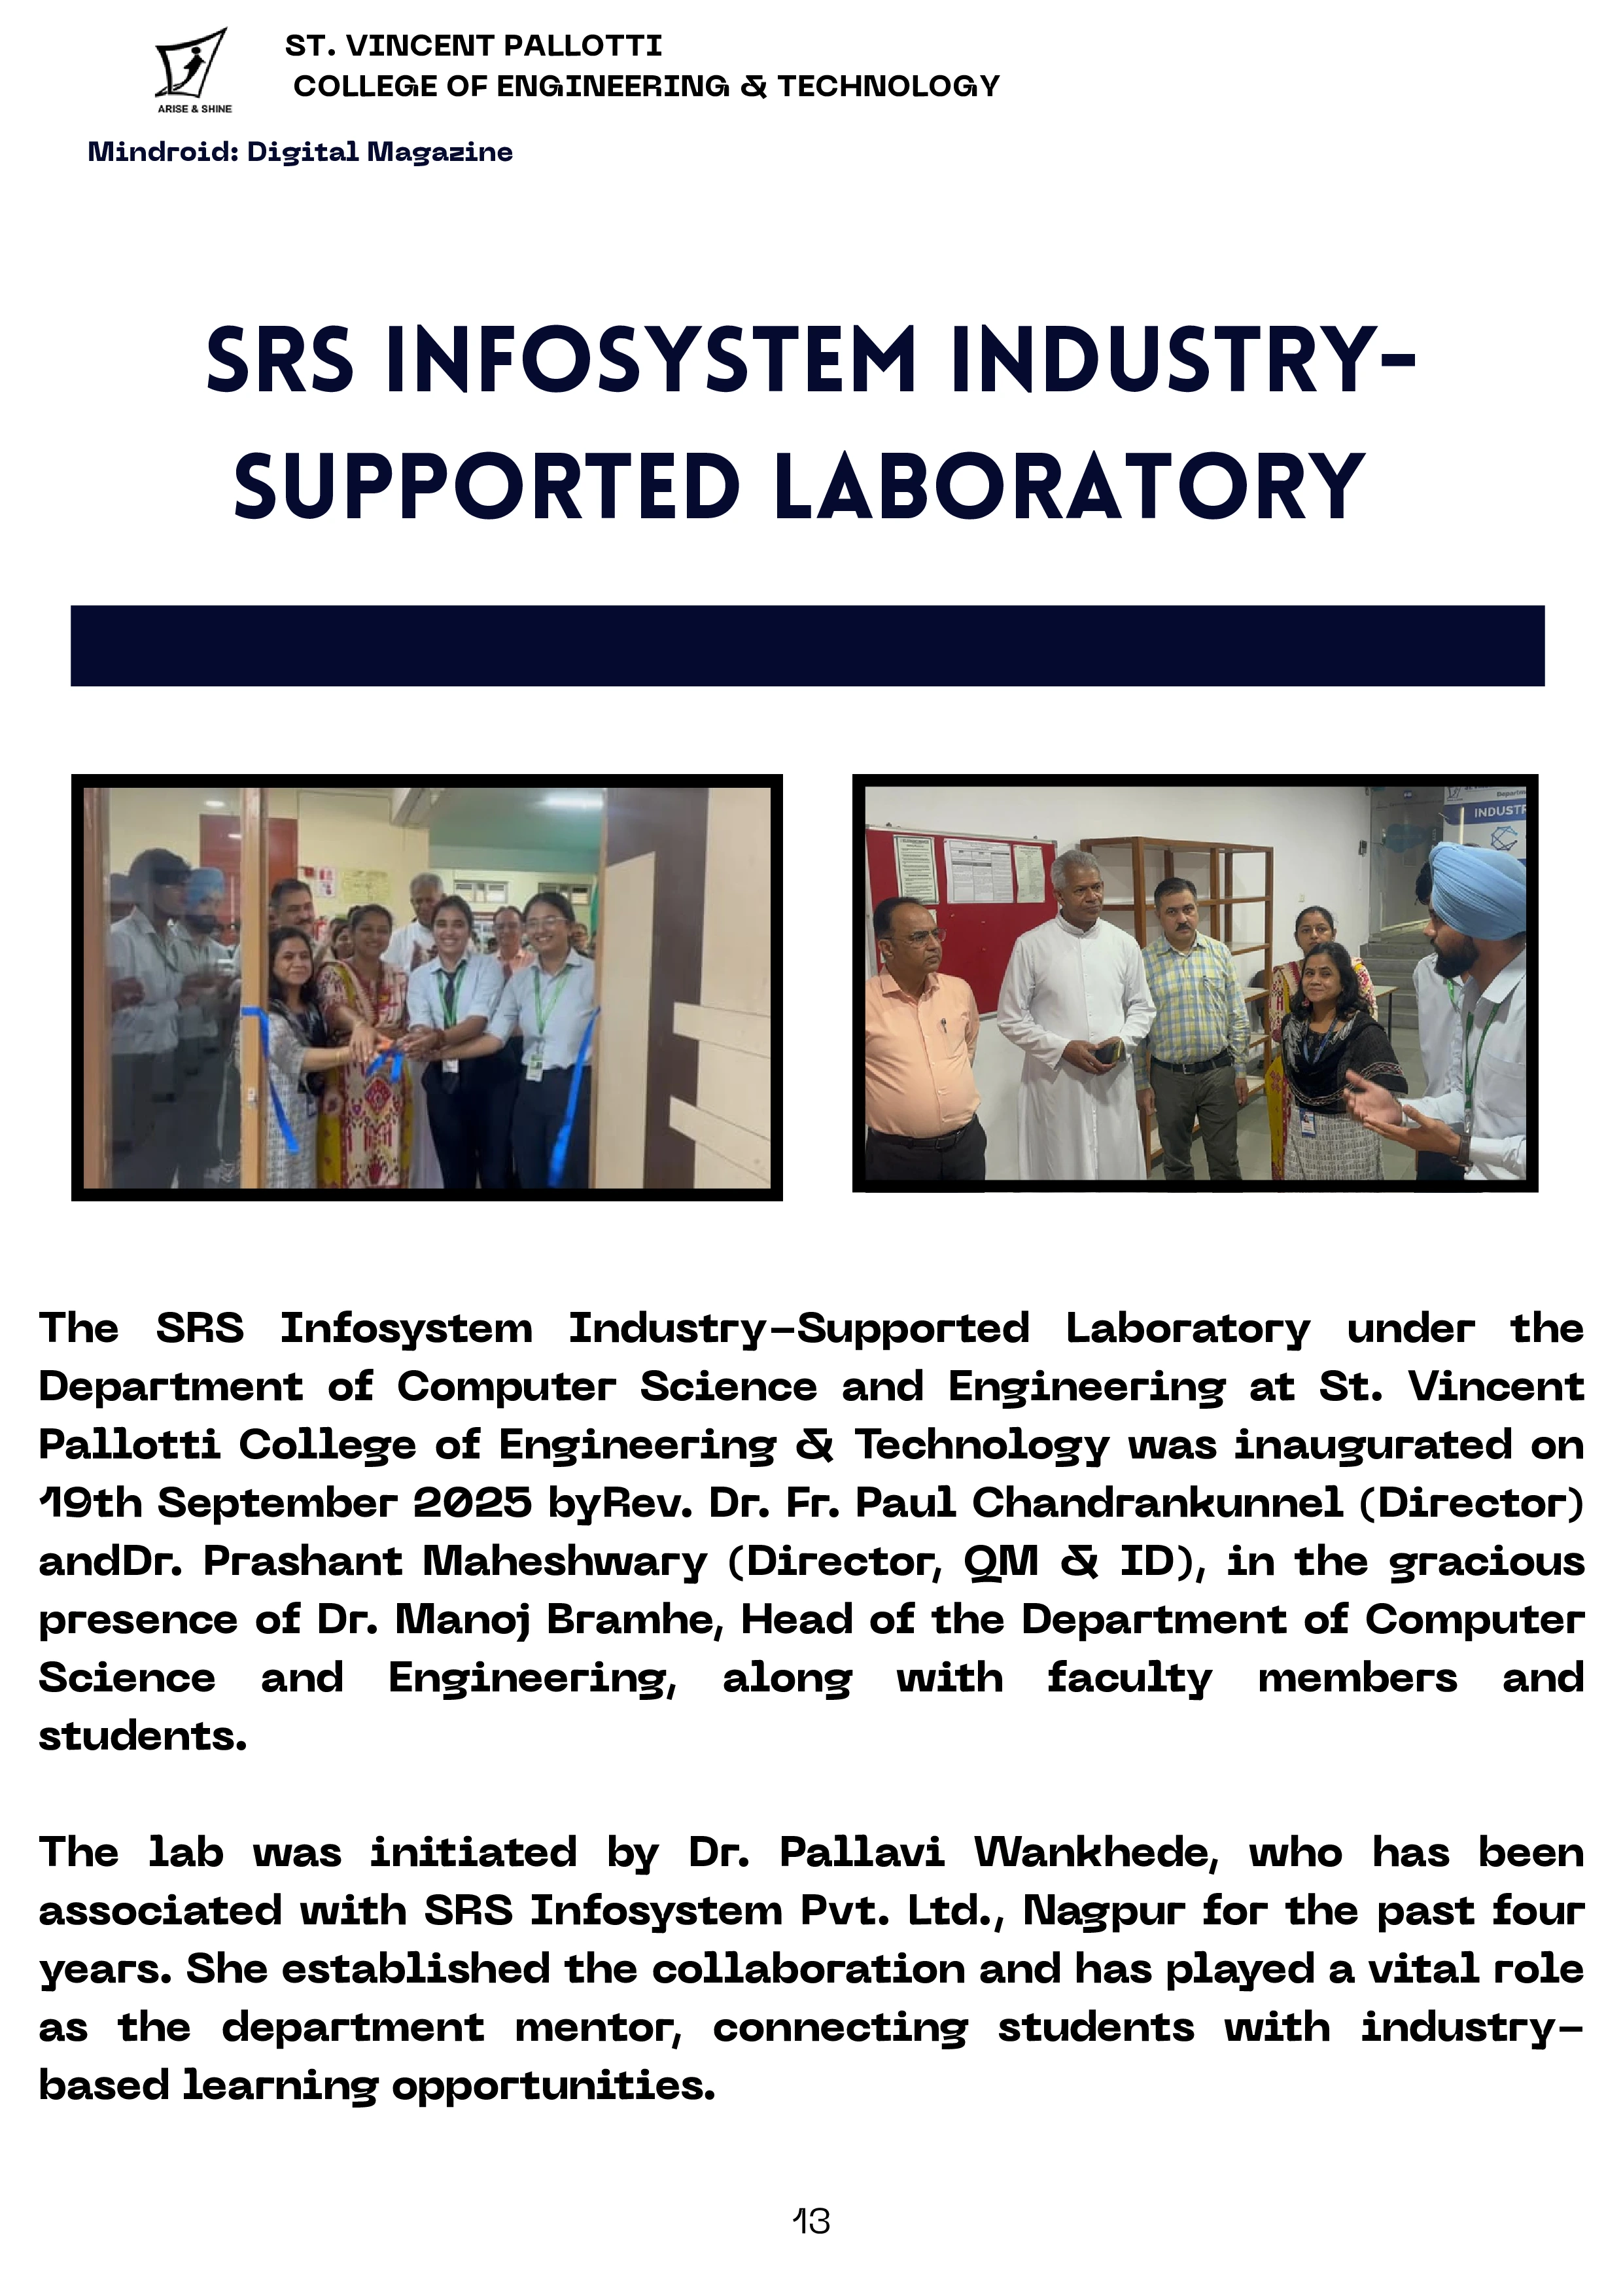 ARISE & SHINE
ST. VINCENT PALLOTTI
COLLEGE OF ENGINEERING & TECHNOLOGY
Mindroid: Digital Magazine
SRS INFOSYSTEM INDUSTRY-
SUPPORTED LABORATORY
INDUSTR
The SRS Infosystem Industry-Supported Laboratory under the
Department of Computer Science and Engineering at St. Vincent
Pallotti College of Engineering & Technology was inaugurated on
19th September 2025 byRev. Dr. Fr. Paul Chandrankunnel (Director)
andDr. Prashant Maheshwary (Director, QM & ID), in the gracious
presence of Dr. Manoj Bramhe, Head of the Department of Computer
Science and Engineering, along with faculty members and
students.
The lab was initiated by Dr. Pallavi Wankhede, who has been
associated with SRS Infosystem Pvt. Ltd., Nagpur for the past four
years. She established the collaboration and has played a vital role
as the department mentor, connecting students with industry-
based learning opportunities.
13